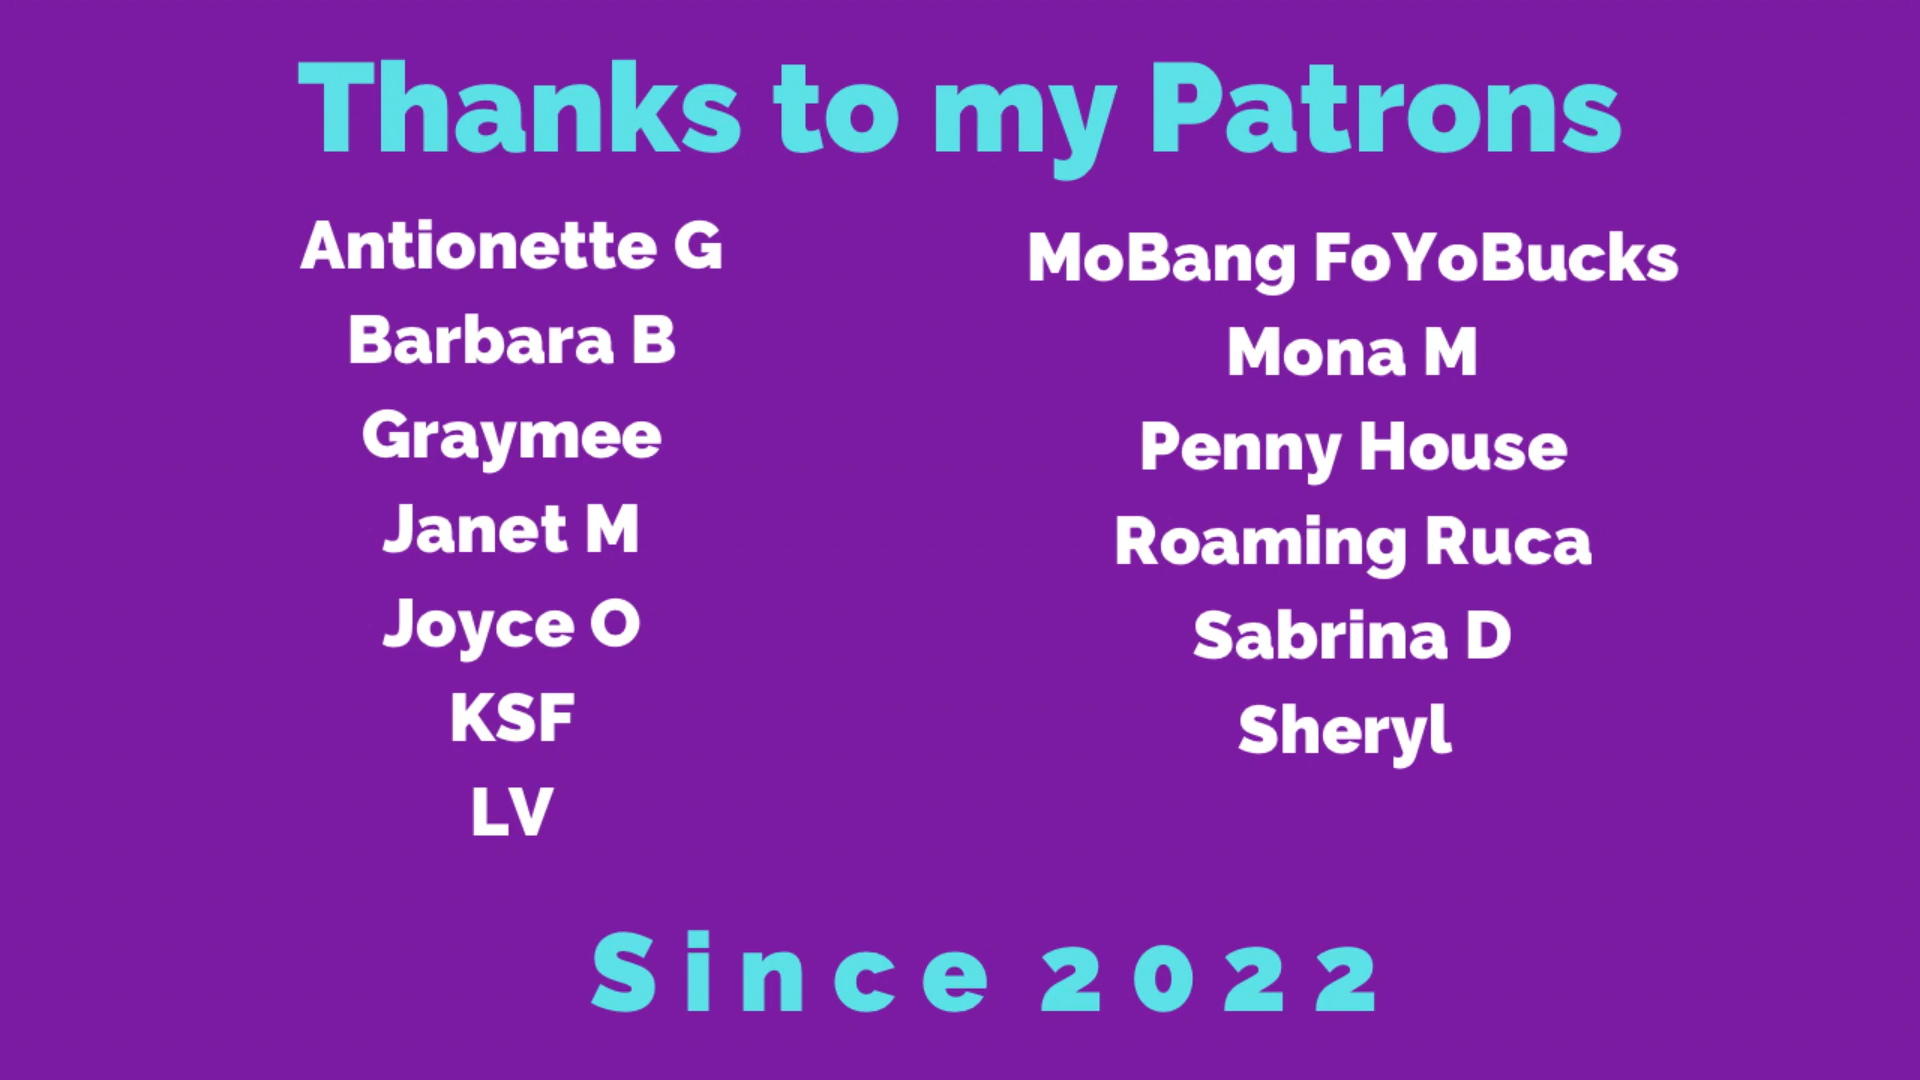 Thanks to my Patrons
Antionette G
Barbara B
Graymee
Janet M
Joyce O
KSF
LV
MoBang FoYoBucks
Mona M
Penny House
Roaming Ruca
Sabrina D
Sheryl
Since 2022